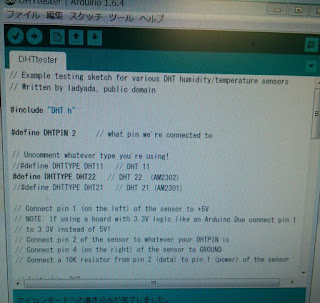 DHTtester | Arduino 1.6.4
ファイル 編集 スケッチ ツール ヘルプ
DHTtester
// Example testing sketch for various DHT humidity/temperature sensors
// Written by ladyada, public domain
#include "DHT.h"
#define DHTPIN 2     // what pin we're connected to
// Uncomment whatever type you're using!
//#define DHTTYPE DHT11   // DHT 11
#define DHTTYPE DHT22   // DHT 22  (AM2302)
//#define DHTTYPE DHT21   // DHT 21 (AM2301)
// Connect pin 1 (on the left) of the sensor to +5V
// NOTE: If using a board with 3.3V logic like an Arduino Due connect pin 1
// to 3.3V instead of 5V!
// Connect pin 2 of the sensor to whatever your DHTPIN is
// Connect pin 4 (on the right) of the sensor to GROUND
// Connect a 10K resistor from pin 2 (data) to pin 1 (power) of the sensor
マイコンボードへの書き込みが完了しました。